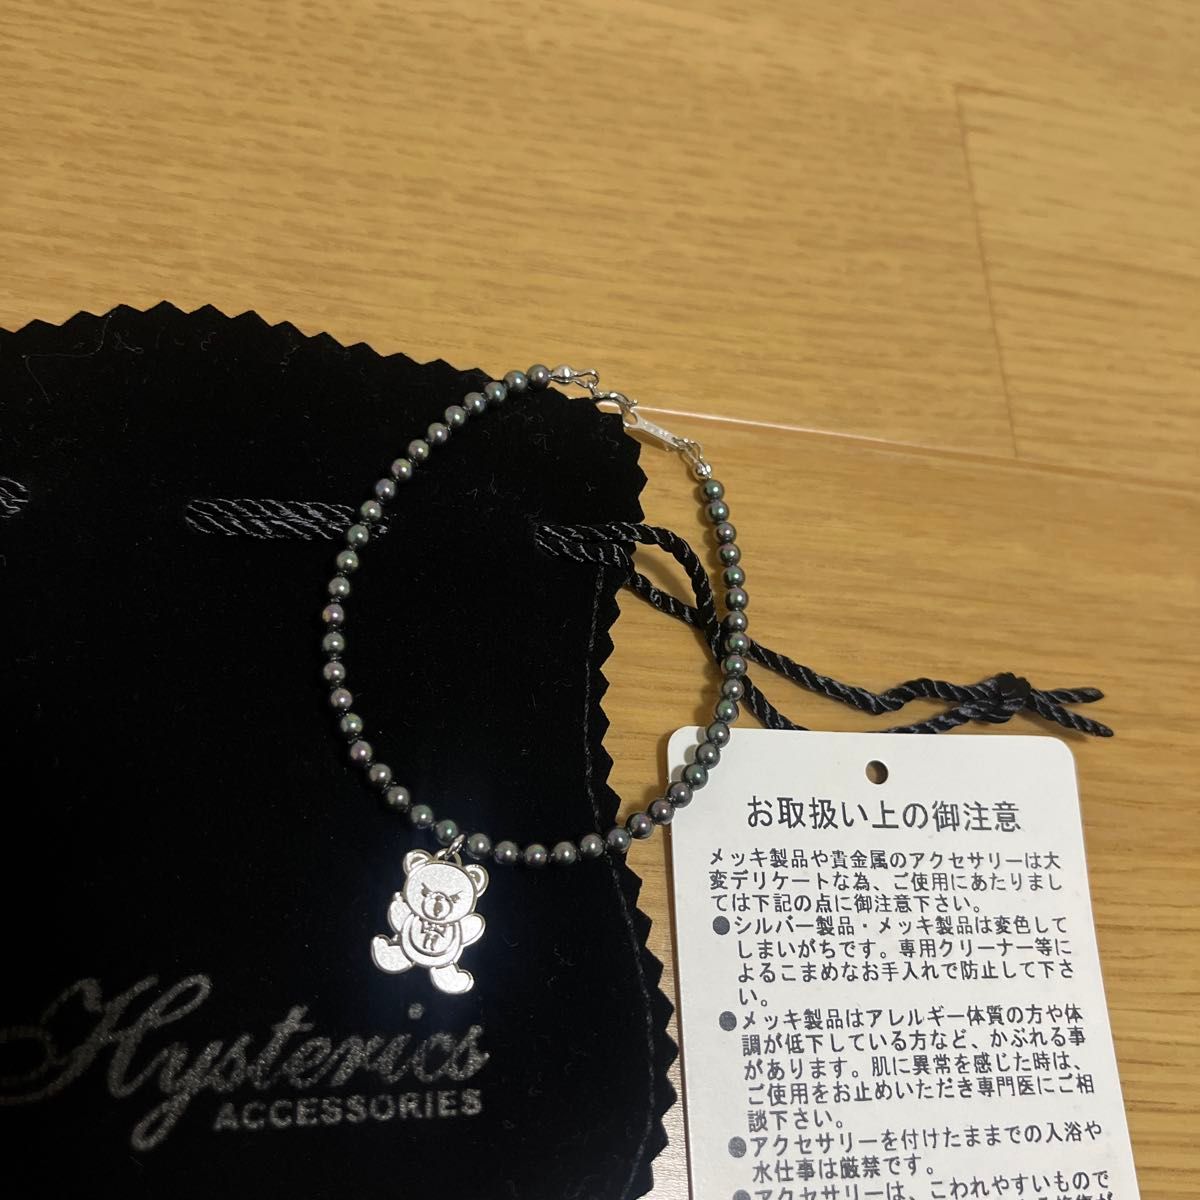 Hysterics
ACCESSORIES
お取扱い上の御注意
メッキ製品や貴金属のアクセサリーは大
変デリケートな為、ご使用にあたりまし
ては下記の点に御注意下さい。
●シルバー製品・メッキ製品は変色して
しまいがちです。専用クリーナー等に
よるこまめなお手入れで防止して下さ
い。
●メッキ製品はアレルギー体質の方や体
調が低下している方など、かぶれる事
があります。肌に異常を感じた時は、
ご使用をお止めいただき専門医にご相
談下さい。
●アクセサリーを付けたままでの入浴や
水仕事は厳禁です。
●アクセサリーは、こわれやすいもので